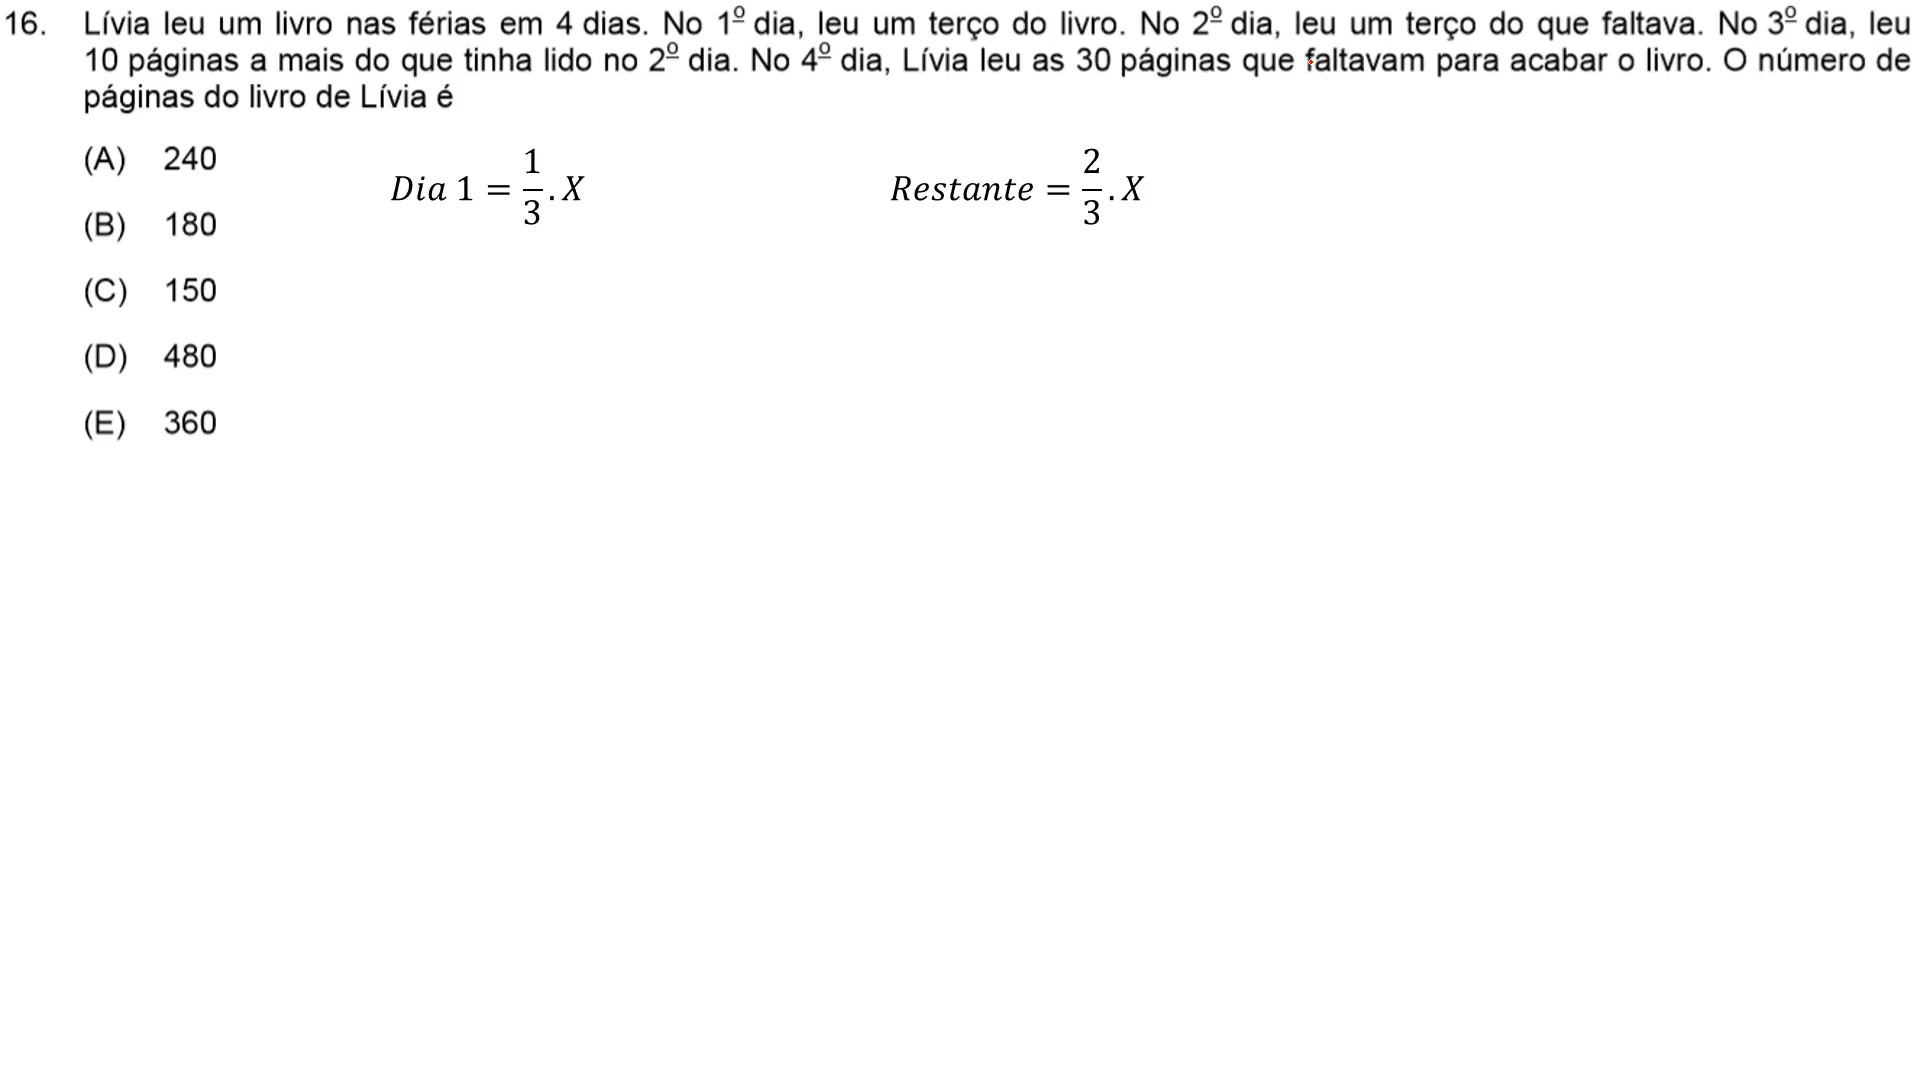 16. Lívia leu um livro nas férias em 4 dias. No 1º dia, leu um terço do livro. No 2º dia, leu um terço do que faltava. No 3º dia, leu
10 páginas a mais do que tinha lido no 2º dia. No 4º dia, Lívia leu as 30 páginas que faltavam para acabar o livro. O número de
páginas do livro de Lívia é
(A) 240
(B) 180
(C) 150
(D) 480
(E) 360
Dia 1 = 1/3 . X
Restante = 2/3 . X